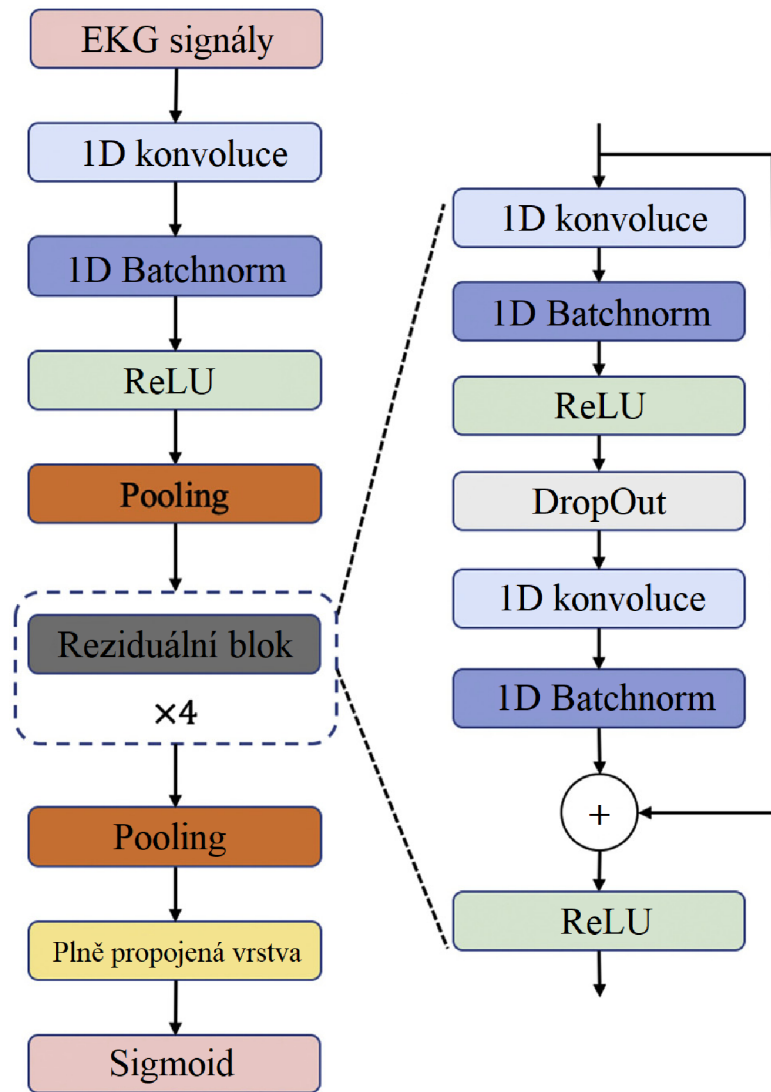 EKG signály
1D konvoluce
1D Batchnorm
ReLU
Pooling
Reziduální blok
×4
Pooling
Plně propojená vrstva
Sigmoid
1D konvoluce
1D Batchnorm
ReLU
DropOut
1D konvoluce
1D Batchnorm
+
ReLU